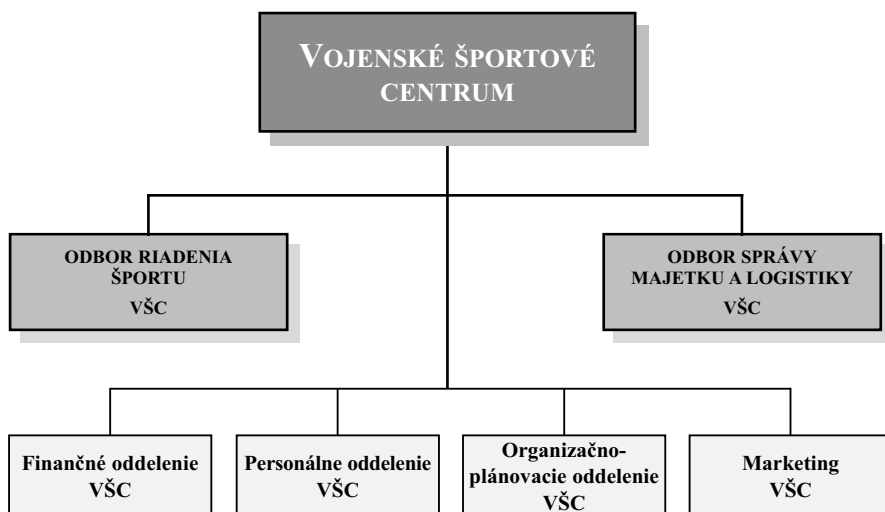 VOJENSKÉ ŠPORTOVÉ
CENTRUM
ODBOR RIADENIA
ŠPORTU
VŠC
ODBOR SPRÁVY
MAJETKU A LOGISTIKY
VŠC
Finančné oddelenie
VŠC
Personálne oddelenie
VŠC
Organizačno-
plánovacie oddelenie
VŠC
Marketing
VŠC